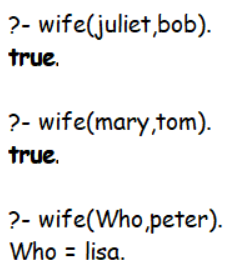 ?- wife(juliet,bob).
true.
?- wife(mary,tom).
true.
?- wife(Who,peter).
Who = lisa.